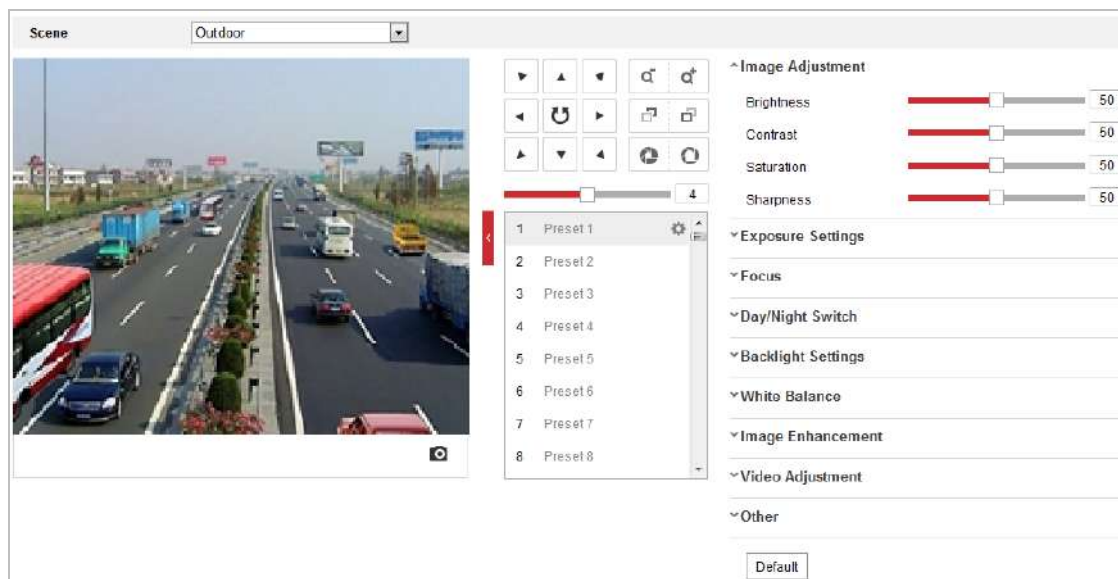 Scene Outdoor
4
1 Preset 1
2 Preset 2
3 Preset 3
4 Preset 4
5 Preset 5
6 Preset 6
7 Preset 7
8 Preset 8
Image Adjustment
Brightness 50
Contrast 50
Saturation 50
Sharpness 50
Exposure Settings
Focus
Day/Night Switch
Backlight Settings
White Balance
Image Enhancement
Video Adjustment
Other
Default